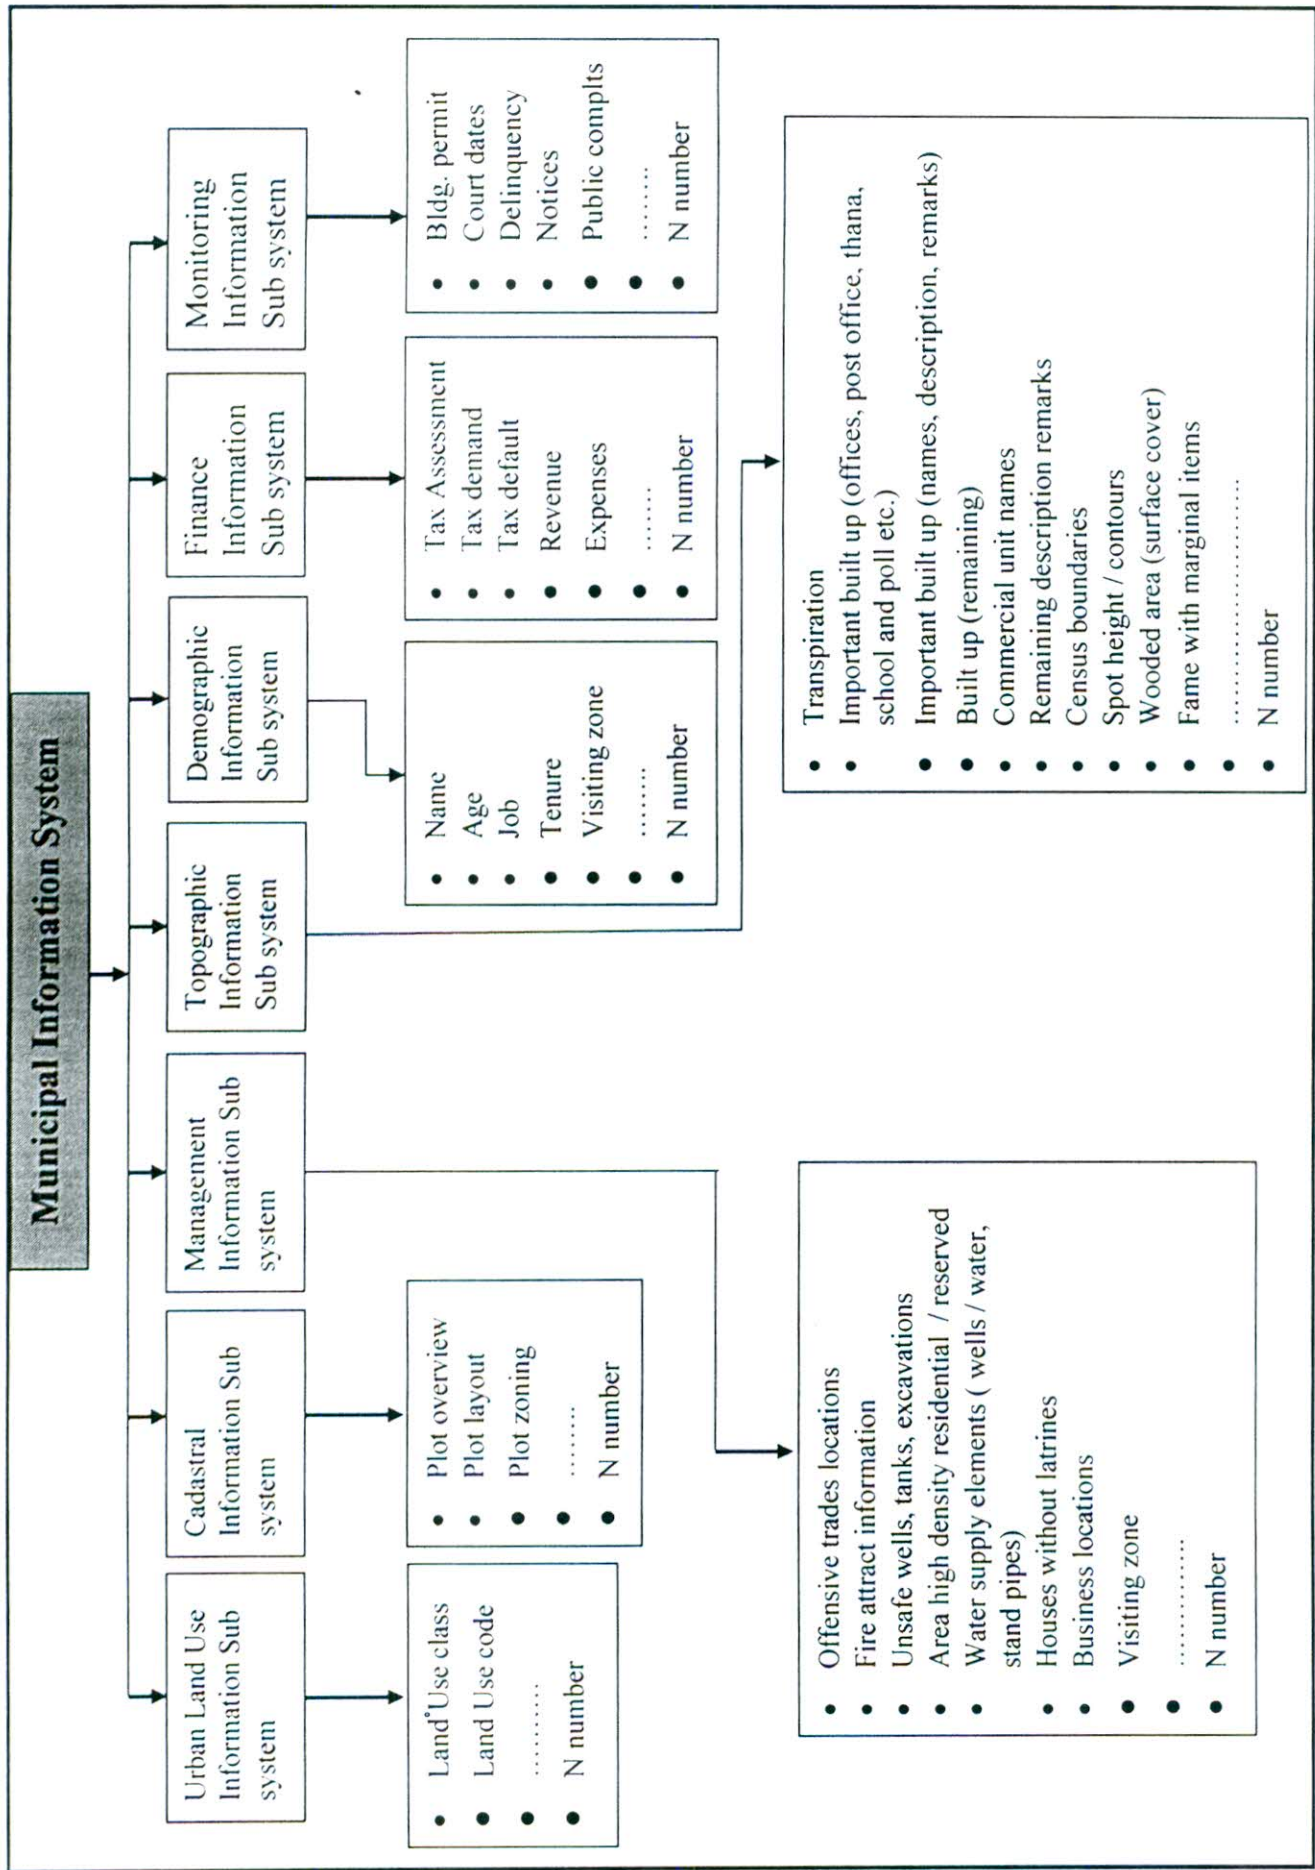 Municipal Information System
Urban Land Use
Information Sub
system
Cadastral
Information Sub
system
Management
Information Sub
system
Topographic
Information
Sub system
Demographic
Information
Sub system
Finance
Information
Sub system
Monitoring
Information
Sub system
• Land Use class
• Land Use code
• ..........
• N number
• Plot overview
• Plot layout
• Plot zoning
• ........
• N number
• Name
• Age
• Job
• Tenure
• Visiting zone
• ........
• N number
• Tax Assessment
• Tax demand
• Tax default
• Revenue
• Expenses
• .......
• N number
• Bldg. permit
• Court dates
• Delinquency
• Notices
• Public complts
• ........
• N number
• Offensive trades locations
• Fire attract information
• Unsafe wells, tanks, excavations
• Area high density residential / reserved
• Water supply elements ( wells / water,
stand pipes)
• Houses without latrines
• Business locations
• Visiting zone
• ............
• N number
• Transpiration
• Important built up (offices, post office, thana,
school and poll etc.)
• Important built up (names, description, remarks)
• Built up (remaining)
• Commercial unit names
• Remaining description remarks
• Census boundaries
• Spot height / contours
• Wooded area (surface cover)
• Fame with marginal items
• ........................
• N number